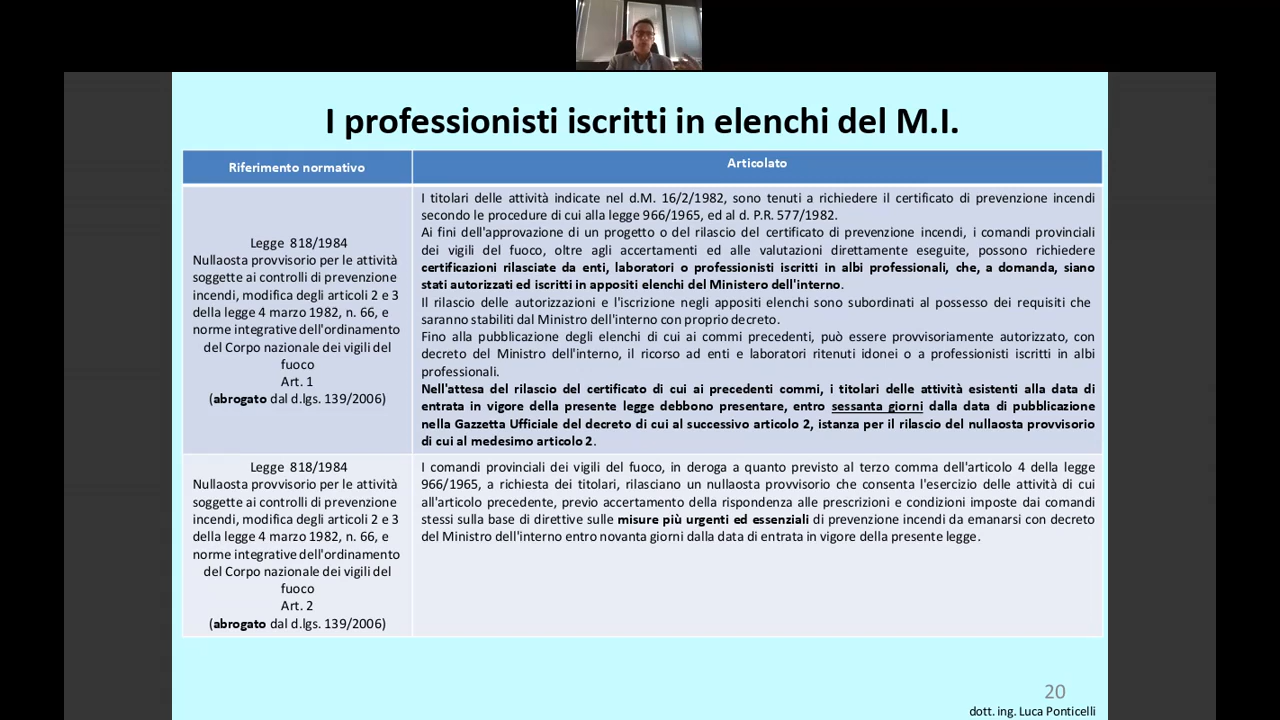 I professionisti iscritti in elenchi del M.I.
Riferimento normativo
Articolato
Legge 818/1984
Nullaosta provvisorio per le attività
soggette ai controlli di prevenzione
incendi, modifica degli articoli 2 e 3
della legge 4 marzo 1982, n. 66, e
norme integrative dell'ordinamento
del Corpo nazionale dei vigili del
fuoco
Art. 1
(abrogato dal d.lgs. 139/2006)
I titolari delle attività indicate nel d.M. 16/2/1982, sono tenuti a richiedere il certificato di prevenzione incendi
secondo le procedure di cui alla legge 966/1965, ed al d. P.R. 577/1982.
Ai fini dell'approvazione di un progetto o del rilascio del certificato di prevenzione incendi, i comandi provinciali
dei vigili del fuoco, oltre agli accertamenti ed alle valutazioni direttamente eseguite, possono richiedere
certificazioni rilasciate da enti, laboratori o professionisti iscritti in albi professionali, che, a domanda, siano
stati autorizzati ed iscritti in appositi elenchi del Ministero dell'interno.
Il rilascio delle autorizzazioni e l'iscrizione negli appositi elenchi sono subordinati al possesso dei requisiti che
saranno stabiliti dal Ministro dell'interno con proprio decreto.
Fino alla pubblicazione degli elenchi di cui ai commi precedenti, può essere provvisoriamente autorizzato, con
decreto del Ministro dell'interno, il ricorso ad enti e laboratori ritenuti idonei o a professionisti iscritti in albi
professionali.
Nell'attesa del rilascio del certificato di cui ai precedenti commi, i titolari delle attività esistenti alla data di
entrata in vigore della presente legge debbono presentare, entro sessanta giorni dalla data di pubblicazione
nella Gazzetta Ufficiale del decreto di cui al successivo articolo 2, istanza per il rilascio del nullaosta provvisorio
di cui al medesimo articolo 2.
Legge 818/1984
Nullaosta provvisorio per le attività
soggette ai controlli di prevenzione
incendi, modifica degli articoli 2 e 3
della legge 4 marzo 1982, n. 66, e
norme integrative dell'ordinamento
del Corpo nazionale dei vigili del
fuoco
Art. 2
(abrogato dal d.lgs. 139/2006)
I comandi provinciali dei vigili del fuoco, in deroga a quanto previsto al terzo comma dell'articolo 4 della legge
966/1965, a richiesta dei titolari, rilasciano un nullaosta provvisorio che consenta l'esercizio delle attività di cui
all'articolo precedente, previo accertamento della rispondenza alle prescrizioni e condizioni imposte dai comandi
stessi sulla base di direttive sulle misure più urgenti ed essenziali di prevenzione incendi da emanarsi con decreto
del Ministro dell'interno entro novanta giorni dalla data di entrata in vigore della presente legge.
20
dott. ing. Luca Ponticelli